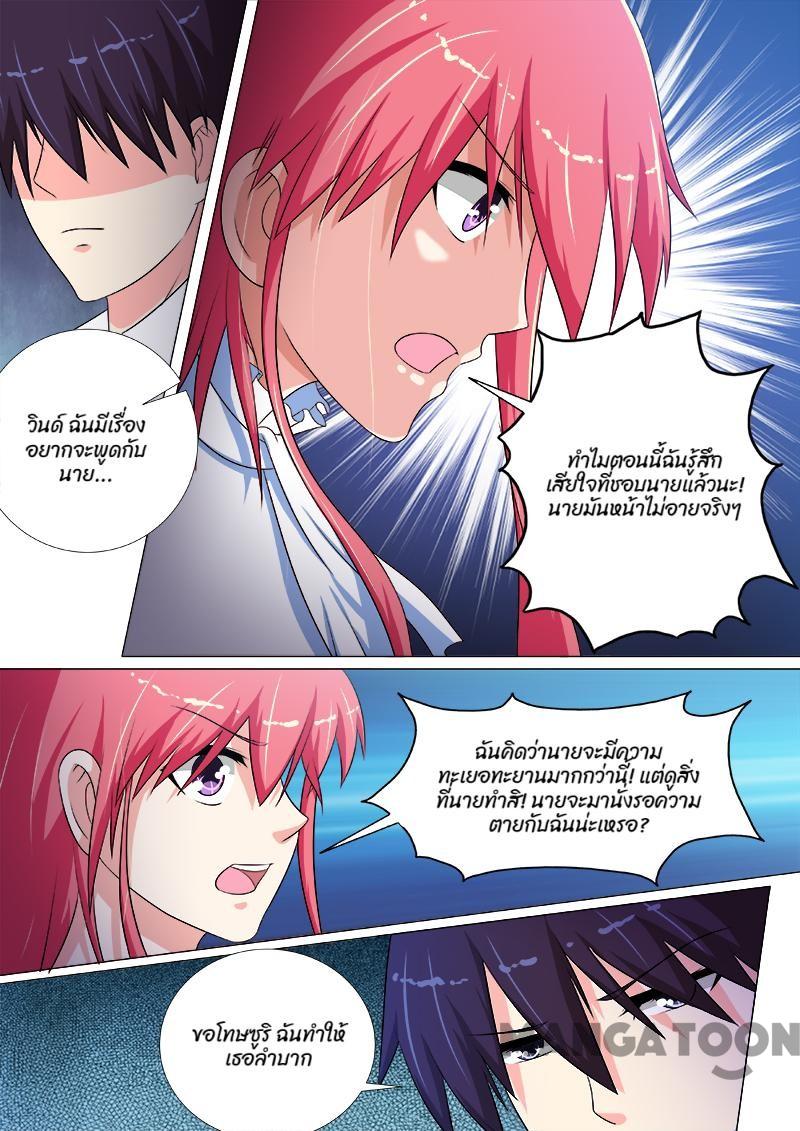 วินด์ ฉันมีเรื่อง
อยากจะพูดกับ
นาย...
ทำไมตอนนี้ฉันรู้สึก
เสียใจที่ชอบนายแล้วนะ!
นายมันหน้าไม่อายจริงๆ
ฉันคิดว่านายจะมีความ
ทะเยอทะยานมากกว่านี้! แต่ดูสิ่ง
ที่นายทำสิ! นายจะมานั่งรอความ
ตายกับฉันน่ะเหรอ?
ขอโทษซูริ ฉันทำให้
เธอลำบาก
MANGATOON